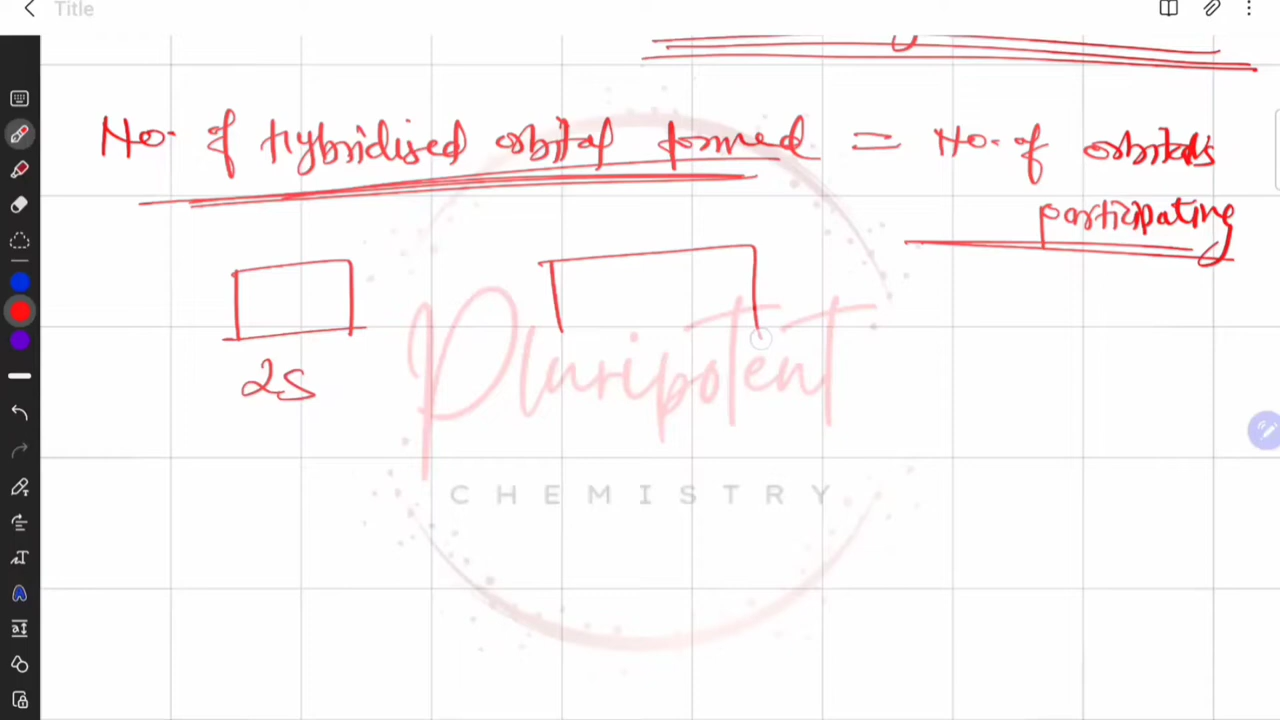 Title
No. of hybridised orbital formed = No. of orbitals
participating
2s
Pluripotent
CHEMISTRY